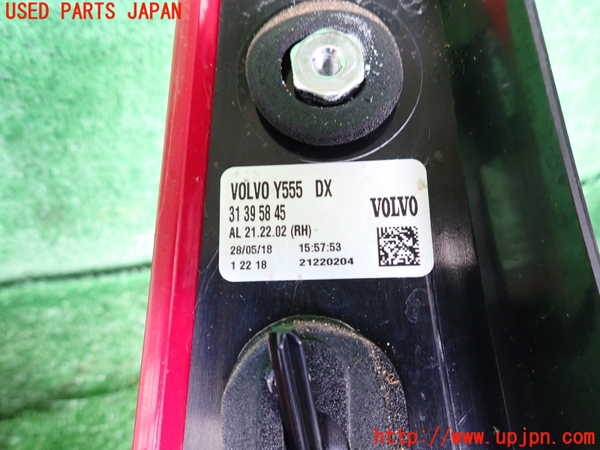 USED PARTS JAPAN
VOLVO Y555 DX
31 39 58 45
VOLVO
AL 21.22.02 (RH)
28/05/18 15:57:53
1 22 18 21220204
http://www.upjpn.com/